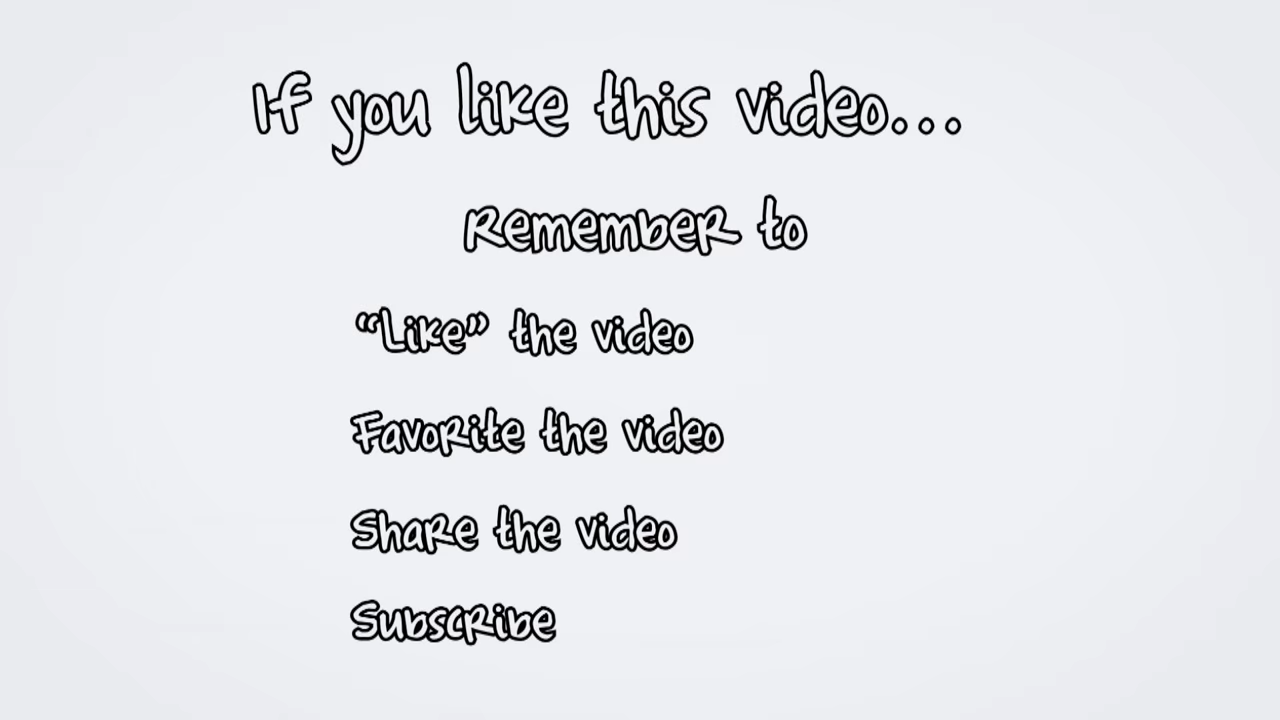 If you like this video...
Remember to
“Like” the video
Favorite the video
Share the video
Subscribe